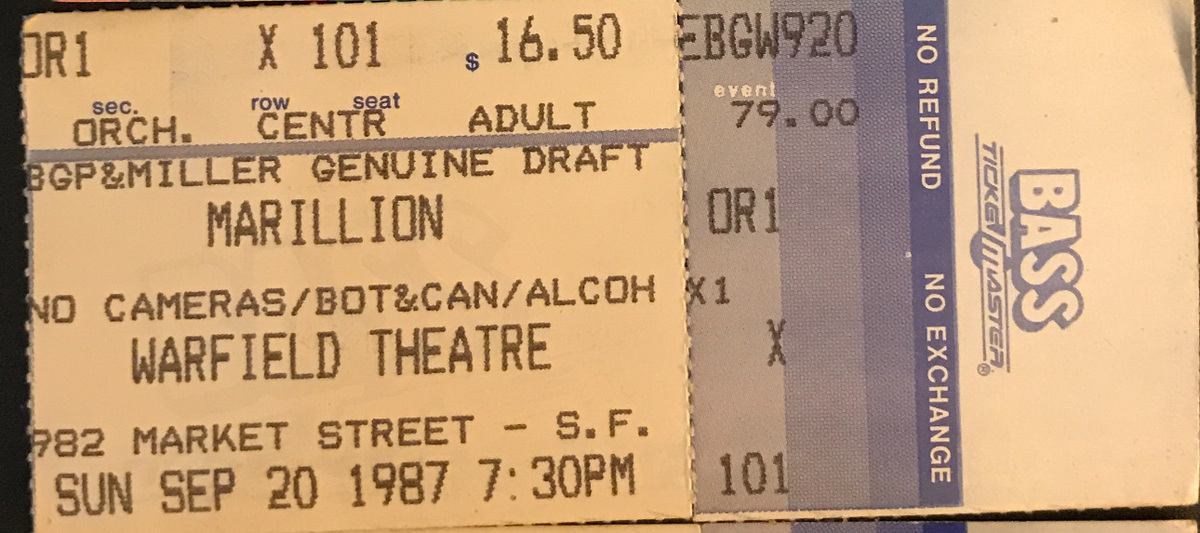 OR1 X 101 $ 16.50
sec. row seat
ORCH. CENTR ADULT
BGP&MILLER GENUINE DRAFT
MARILLION
NO CAMERAS/BOT&CAN/ALCOH
WARFIELD THEATRE
982 MARKET STREET - S.F.
SUN SEP 20 1987 7:30PM
EBGW920
event
79.00
OR1
X1
X
101
NO REFUND NO EXCHANGE
BASS
TICKETMASTER®